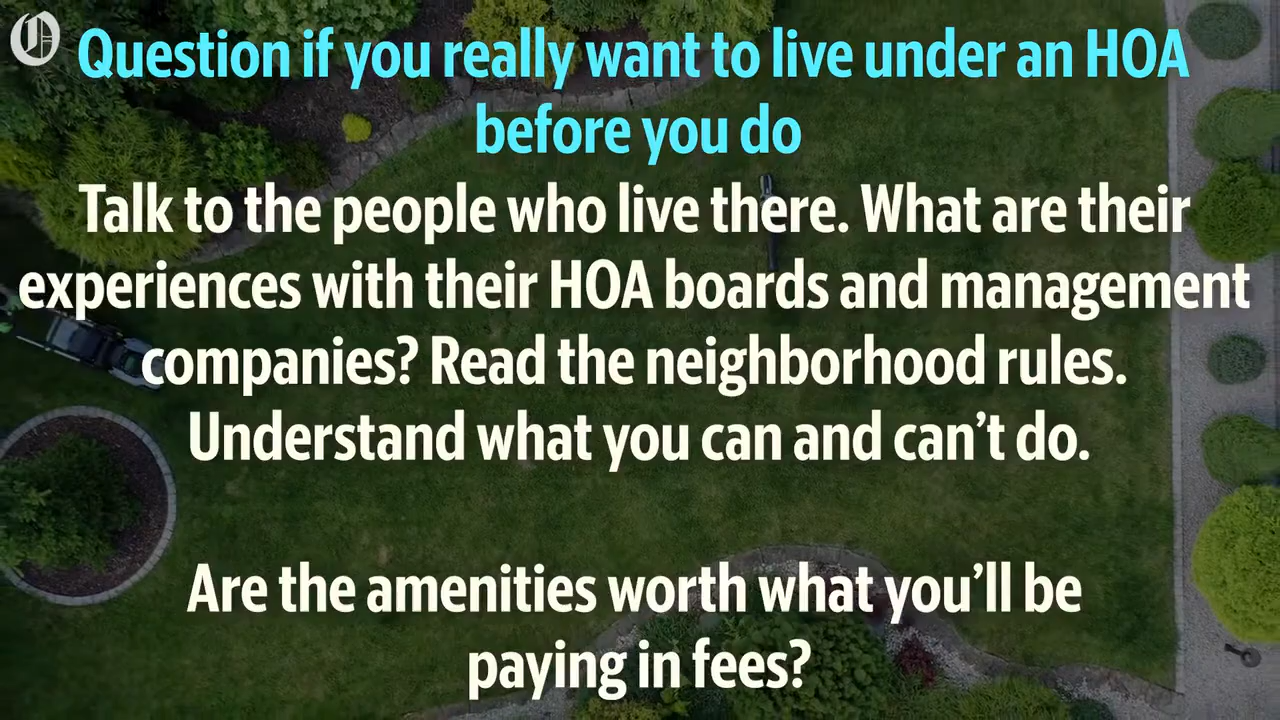 O
Question if you really want to live under an HOA
before you do
Talk to the people who live there. What are their
experiences with their HOA boards and management
companies? Read the neighborhood rules.
Understand what you can and can’t do.
Are the amenities worth what you’ll be
paying in fees?